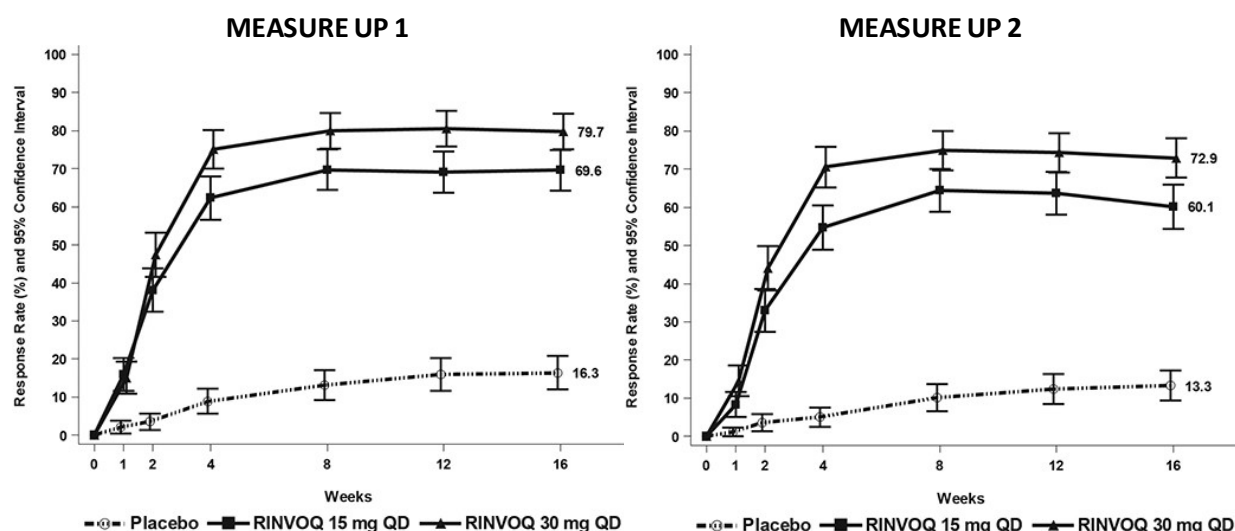 MEASURE UP 1
Response Rate (%) and 95% Confidence Interval
100
90
80
70
60
50
40
30
20
10
0
79.7
69.6
16.3
0 1 2 4 8 12 16
Weeks
Placebo RINVOQ 15 mg QD RINVOQ 30 mg QD
MEASURE UP 2
Response Rate (%) and 95% Confidence Interval
100
90
80
70
60
50
40
30
20
10
0
72.9
60.1
13.3
0 1 2 4 8 12 16
Weeks
Placebo RINVOQ 15 mg QD RINVOQ 30 mg QD